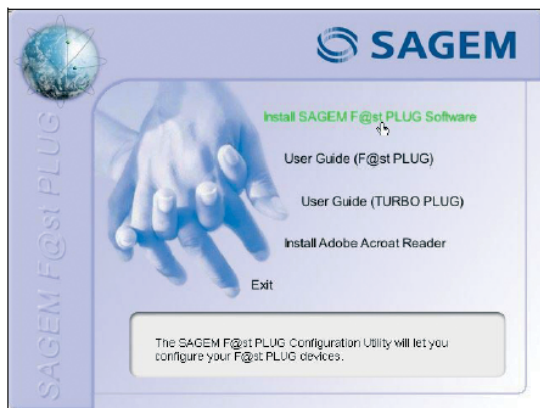 SAGEM
SAGEM F@st PLUG
Install SAGEM F@st PLUG Software
User Guide (F@st PLUG)
User Guide (TURBO PLUG)
Install Adobe Acroat Reader
Exit
The SAGEM F@st PLUG Configuration Utility will let you
configure your F@st PLUG devices.